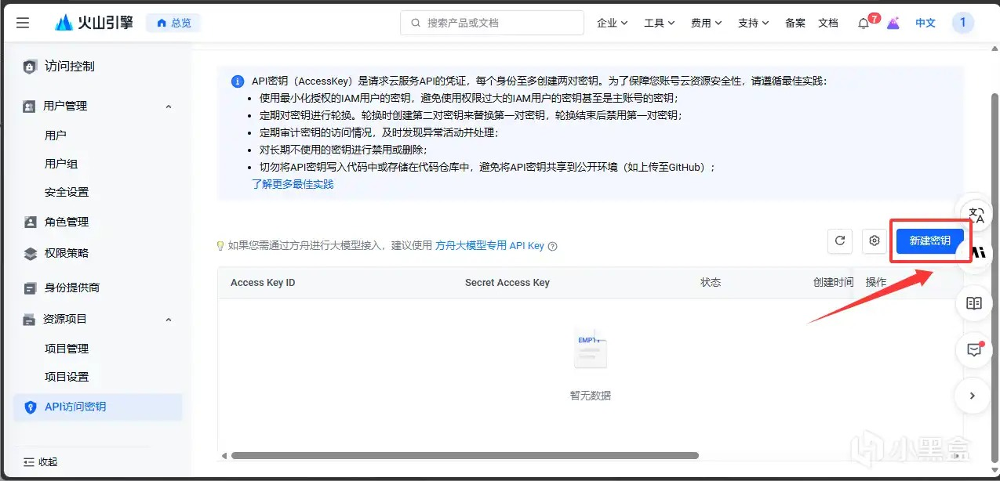 火山引擎
总览
搜索产品或文档
企业
工具
费用
支持
备案
文档
7
中文
1
访问控制
用户管理
用户
用户组
安全设置
角色管理
权限策略
身份提供商
资源项目
项目管理
项目设置
API访问密钥
收起
API密钥（AccessKey）是请求云服务API的凭证，每个身份至多创建两对密钥。为了保障您账号云资源安全性，请遵循最佳实践：
• 使用最小化授权的IAM用户的密钥，避免使用权限过大的IAM用户的密钥甚至是主账号的密钥；
• 定期对密钥进行轮换。轮换时创建第二对密钥来替换第一对密钥，轮换结束后禁用第一对密钥；
• 定期审计密钥的访问情况，及时发现异常活动并处理；
• 对长期不使用的密钥进行禁用或删除；
• 切勿将API密钥写入代码中或存储在代码仓库中，避免将API密钥共享到公开环境（如上传至GitHub）；
了解更多最佳实践
如果您需通过方舟进行大模型接入，建议使用 方舟大模型专用 API Key
新建密钥
Access Key ID
Secret Access Key
状态
创建时间
操作
EMPTY
暂无数据
小黑盒